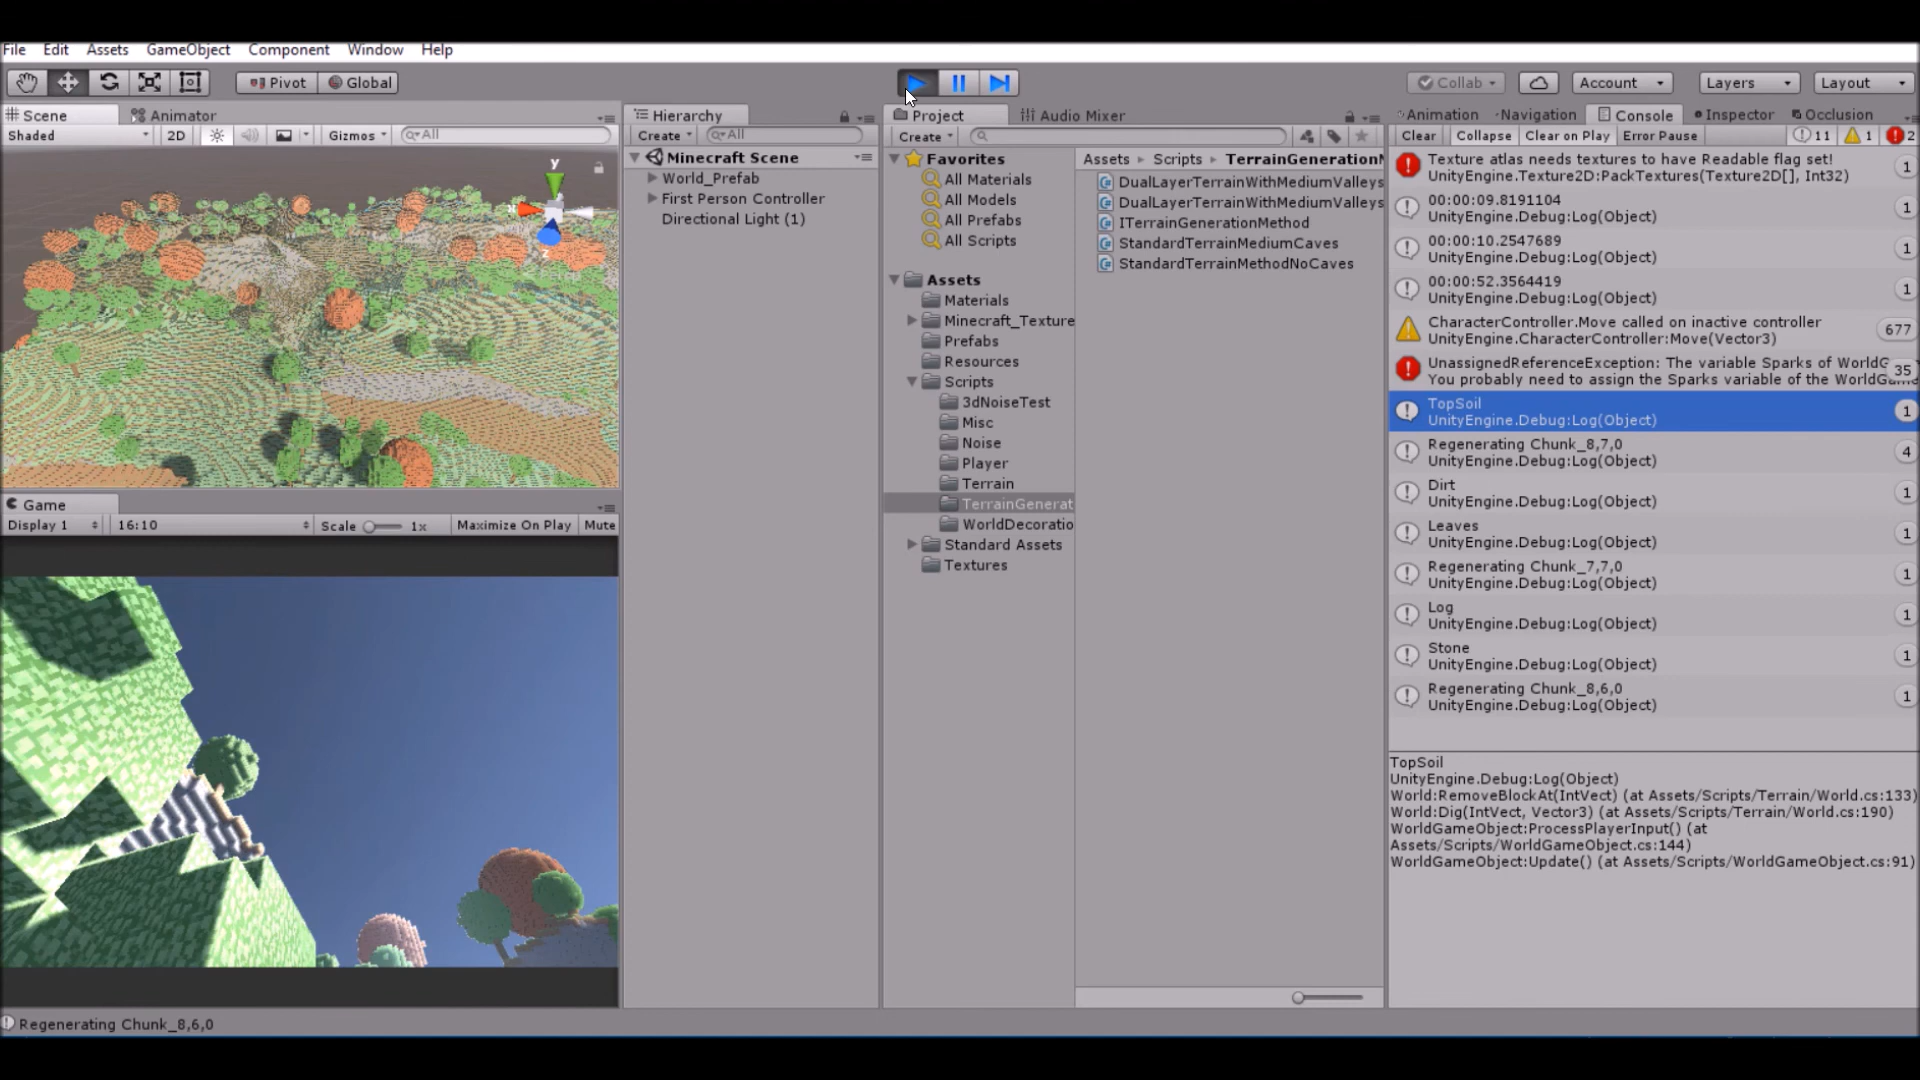 File Edit Assets GameObject Component Window Help
Pivot Global Collab Account Layers Layout
Scene Animator
Shaded 2D Gizmos All
y
x
z
Game
Display 1 16:10 Scale 1x Maximize On Play Mute
Hierarchy
Create All
Minecraft Scene
World_Prefab
First Person Controller
Directional Light (1)
Project Audio Mixer
Create
Favorites
All Materials
All Models
All Prefabs
All Scripts
Assets
Materials
Minecraft_Texture
Prefabs
Resources
Scripts
3dNoiseTest
Misc
Noise
Player
Terrain
TerrainGenerat
WorldDecoratio
Standard Assets
Textures
Assets Scripts TerrainGenerationM
DualLayerTerrainWithMediumValleys
DualLayerTerrainWithMediumValleys
ITerrainGenerationMethod
StandardTerrainMediumCaves
StandardTerrainMethodNoCaves
Animation Navigation Console Inspector Occlusion
Clear Collapse Clear on Play Error Pause 11 1 2
Texture atlas needs textures to have Readable flag set!
UnityEngine.Texture2D:PackTextures(Texture2D[], Int32) 1
00:00:09.8191104
UnityEngine.Debug:Log(Object) 1
00:00:10.2547689
UnityEngine.Debug:Log(Object) 1
00:00:52.3564419
UnityEngine.Debug:Log(Object) 1
CharacterController.Move called on inactive controller
UnityEngine.CharacterController:Move(Vector3) 677
UnassignedReferenceException: The variable Sparks of WorldG
You probably need to assign the Sparks variable of the WorldGame 35
TopSoil
UnityEngine.Debug:Log(Object) 1
Regenerating Chunk_8,7,0
UnityEngine.Debug:Log(Object) 4
Dirt
UnityEngine.Debug:Log(Object) 1
Leaves
UnityEngine.Debug:Log(Object) 1
Regenerating Chunk_7,7,0
UnityEngine.Debug:Log(Object) 1
Log
UnityEngine.Debug:Log(Object) 1
Stone
UnityEngine.Debug:Log(Object) 1
Regenerating Chunk_8,6,0
UnityEngine.Debug:Log(Object) 1
TopSoil
UnityEngine.Debug:Log(Object)
World:RemoveBlockAt(IntVect) (at Assets/Scripts/Terrain/World.cs:133)
World:Dig(IntVect, Vector3) (at Assets/Scripts/Terrain/World.cs:190)
WorldGameObject:ProcessPlayerInput() (at
Assets/Scripts/WorldGameObject.cs:144)
WorldGameObject:Update() (at Assets/Scripts/WorldGameObject.cs:91)
Regenerating Chunk_8,6,0